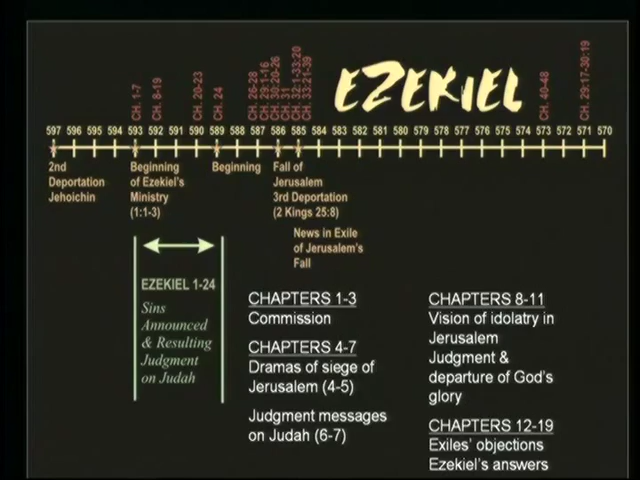 EZEKIEL
CH. 1-7
CH. 8-19
CH. 20-23
CH. 24
CH. 26-28
CH. 29:1-16
CH. 30:20-26
CH. 31
CH. 32:1-33:20
CH. 33:21-39
CH. 40-48
CH. 29:17-30:19
597 596 595 594 593 592 591 590 589 588 587 586 585 584 583 582 581 580 579 578 577 576 575 574 573 572 571 570
2nd
Deportation
Jehoichin
Beginning
of Ezekiel's
Ministry
(1:1-3)
Beginning
Fall of
Jerusalem
3rd Deportation
(2 Kings 25:8)
News in Exile
of Jerusalem's
Fall
EZEKIEL 1-24
Sins
Announced
& Resulting
Judgment
on Judah
CHAPTERS 1-3
Commission
CHAPTERS 4-7
Dramas of siege of
Jerusalem (4-5)
Judgment messages
on Judah (6-7)
CHAPTERS 8-11
Vision of idolatry in
Jerusalem
Judgment &
departure of God's
glory
CHAPTERS 12-19
Exiles' objections
Ezekiel's answers